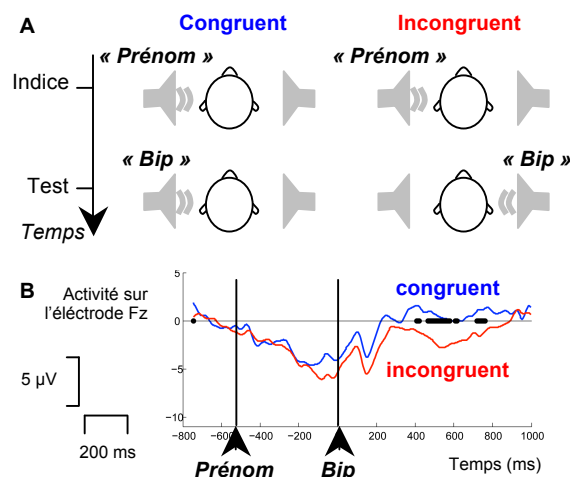 A
Congruent
Incongruent
« Prénom »
« Prénom »
Indice
« Bip »
« Bip »
Test
Temps
B
Activité sur
l'éléctrode Fz
congruent
incongruent
5
0
−5
−10
5 µV
200 ms
−800 −600 −400 −200 0 200 400 600 800 1000
Prénom
Bip
Temps (ms)